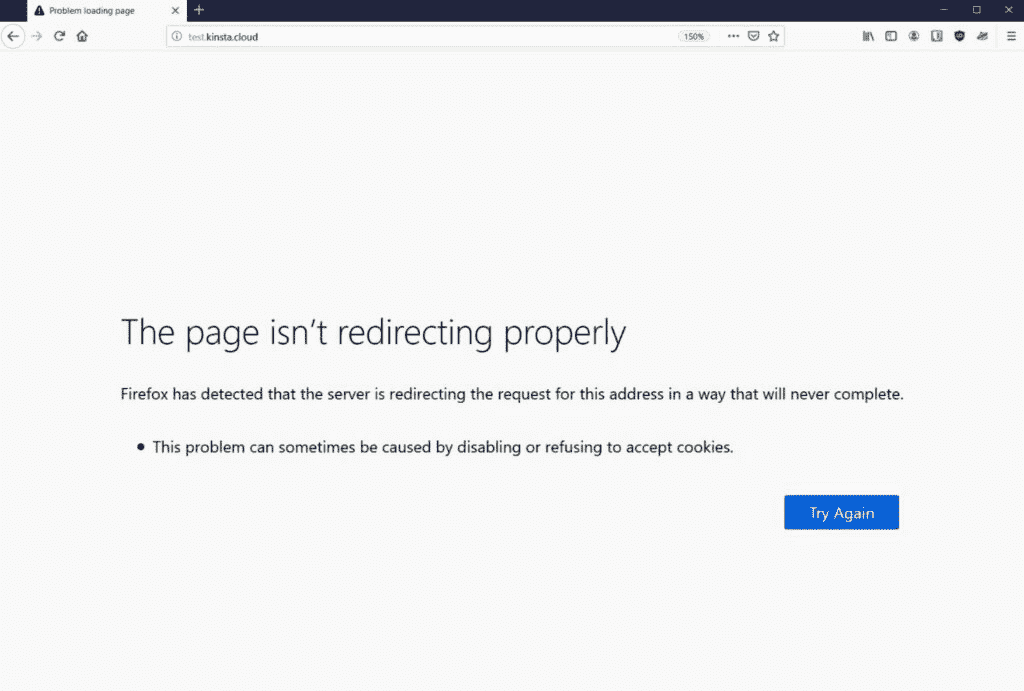 Problem loading page
test.kinsta.cloud
150%
The page isn’t redirecting properly
Firefox has detected that the server is redirecting the request for this address in a way that will never complete.
This problem can sometimes be caused by disabling or refusing to accept cookies.
Try Again